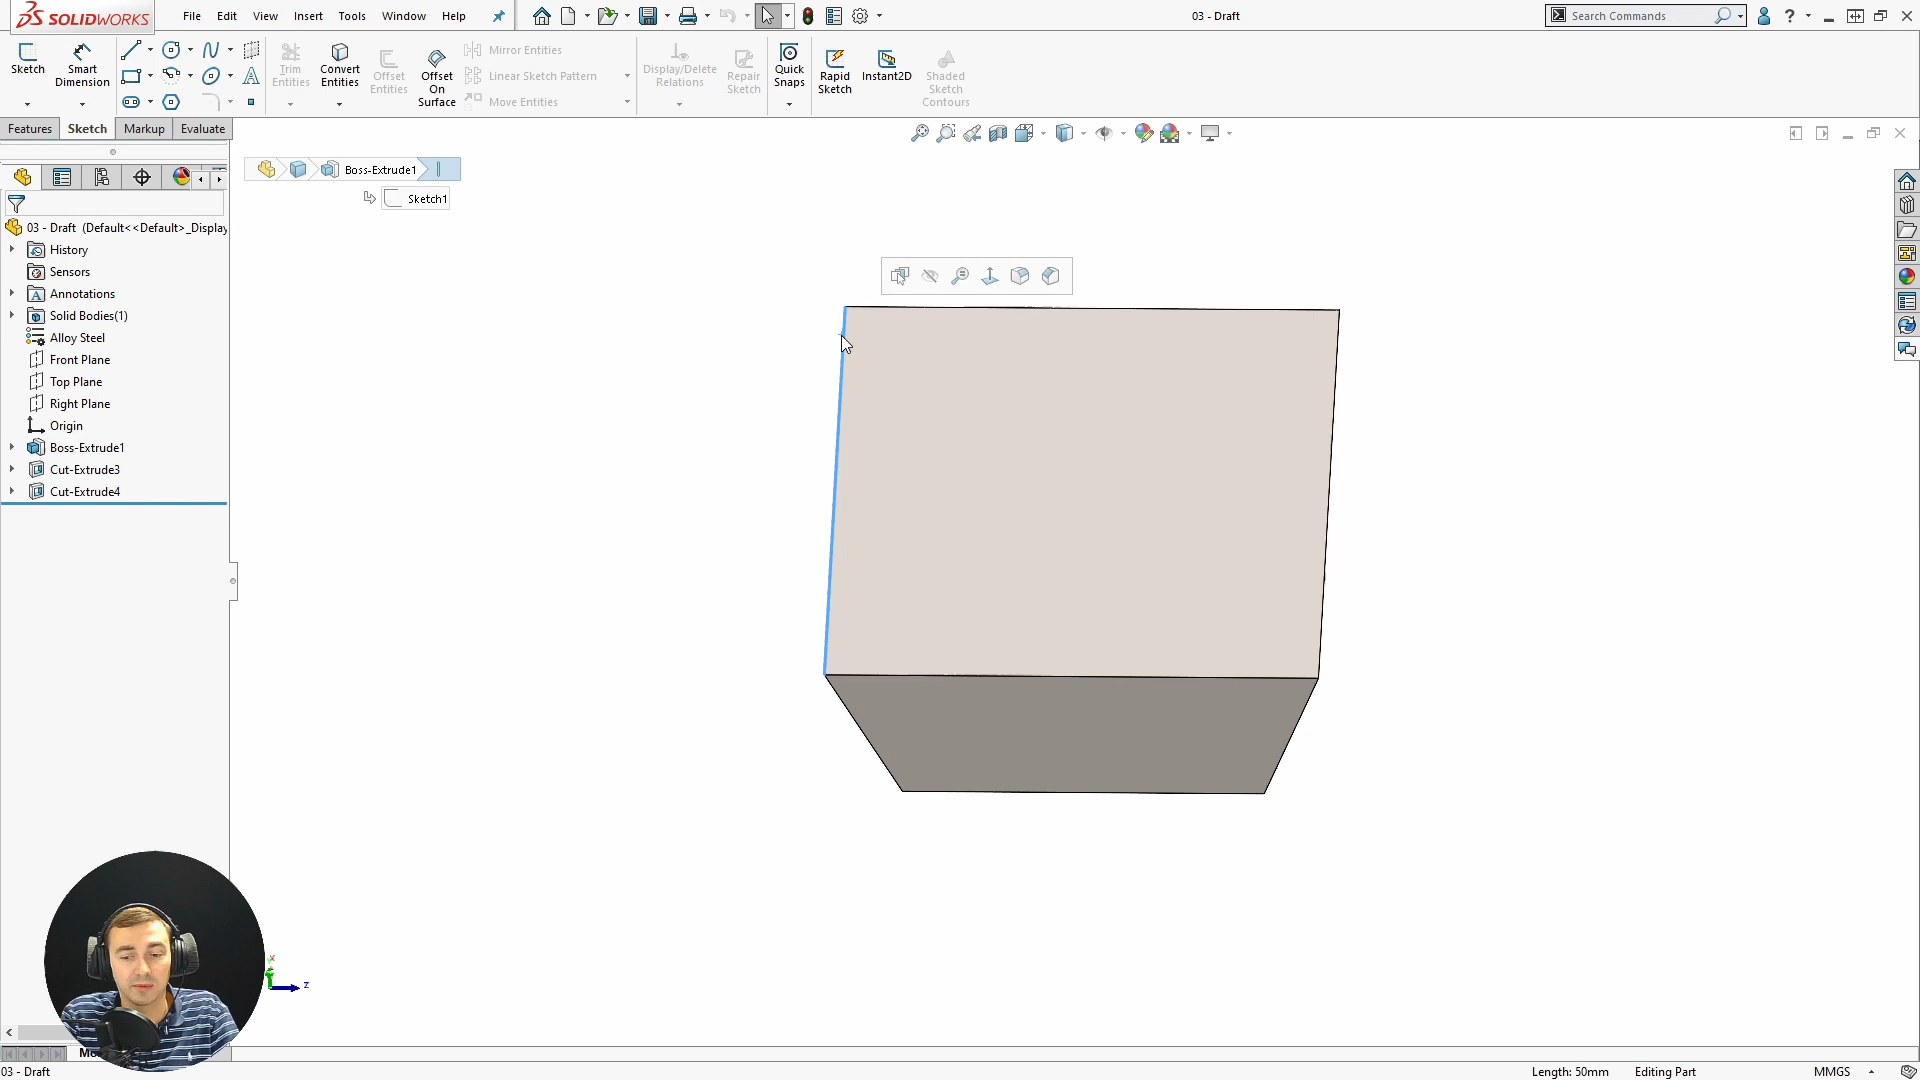 SOLIDWORKS
File Edit View Insert Tools Window Help
03 - Draft
Search Commands
?
Sketch
Smart Dimension
Trim Entities
Convert Entities
Offset Entities
Offset On Surface
Mirror Entities
Linear Sketch Pattern
Move Entities
Display/Delete Relations
Repair Sketch
Quick Snaps
Rapid Sketch
Instant2D
Shaded Sketch Contours
Features Sketch Markup Evaluate
Boss-Extrude1
Sketch1
03 - Draft (Default<<Default>_Display
History
Sensors
Annotations
Solid Bodies(1)
Alloy Steel
Front Plane
Top Plane
Right Plane
Origin
Boss-Extrude1
Cut-Extrude3
Cut-Extrude4
x
z
03 - Draft
Length: 50mm
Editing Part
MMGS